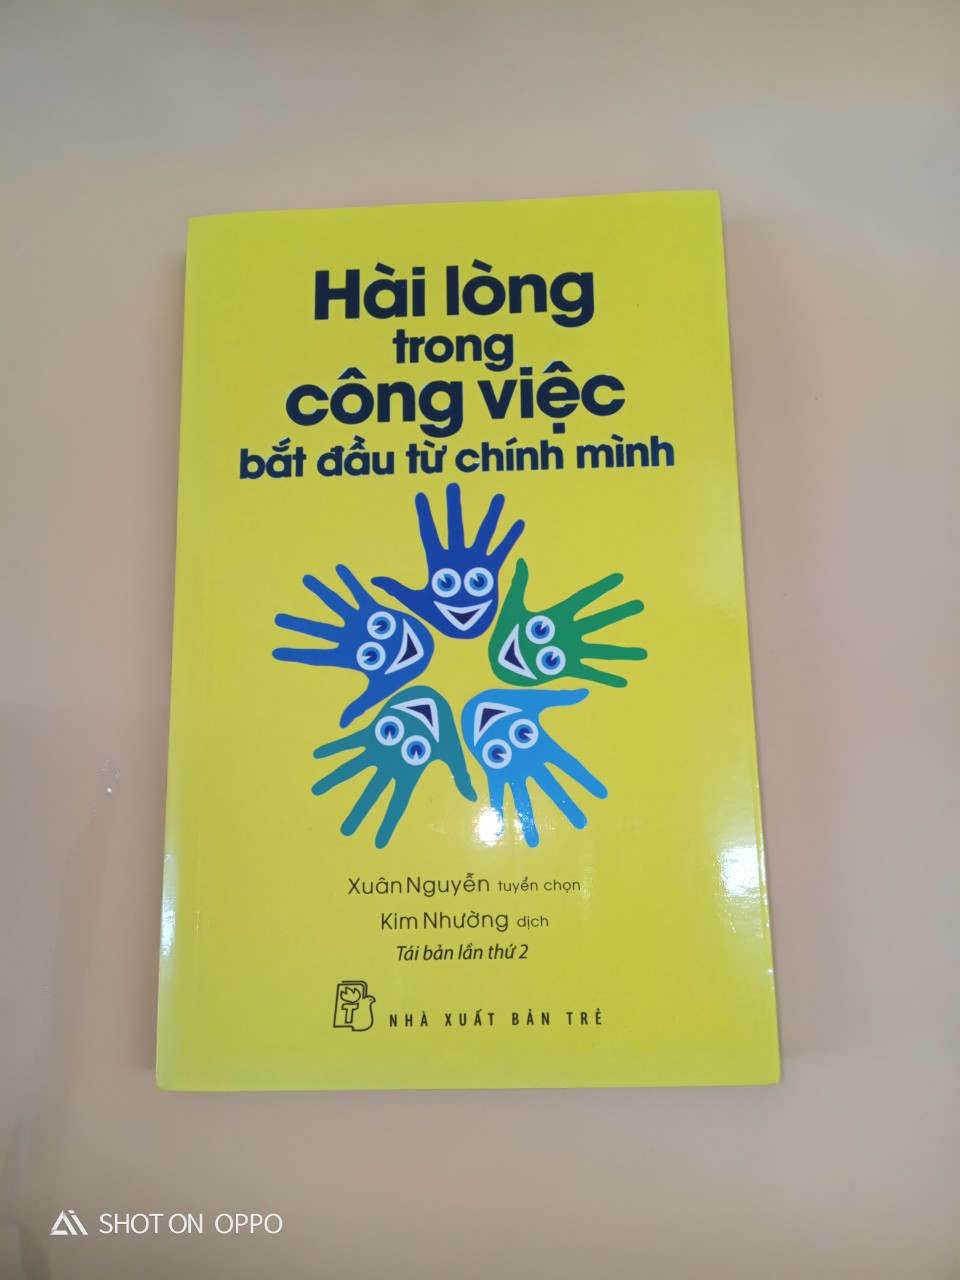 Hài lòng
trong
công việc
bắt đầu từ chính mình
Xuân Nguyễn tuyển chọn
Kim Nhường dịch
Tái bản lần thứ 2
T NHÀ XUẤT BẢN TRẺ
SHOT ON OPPO